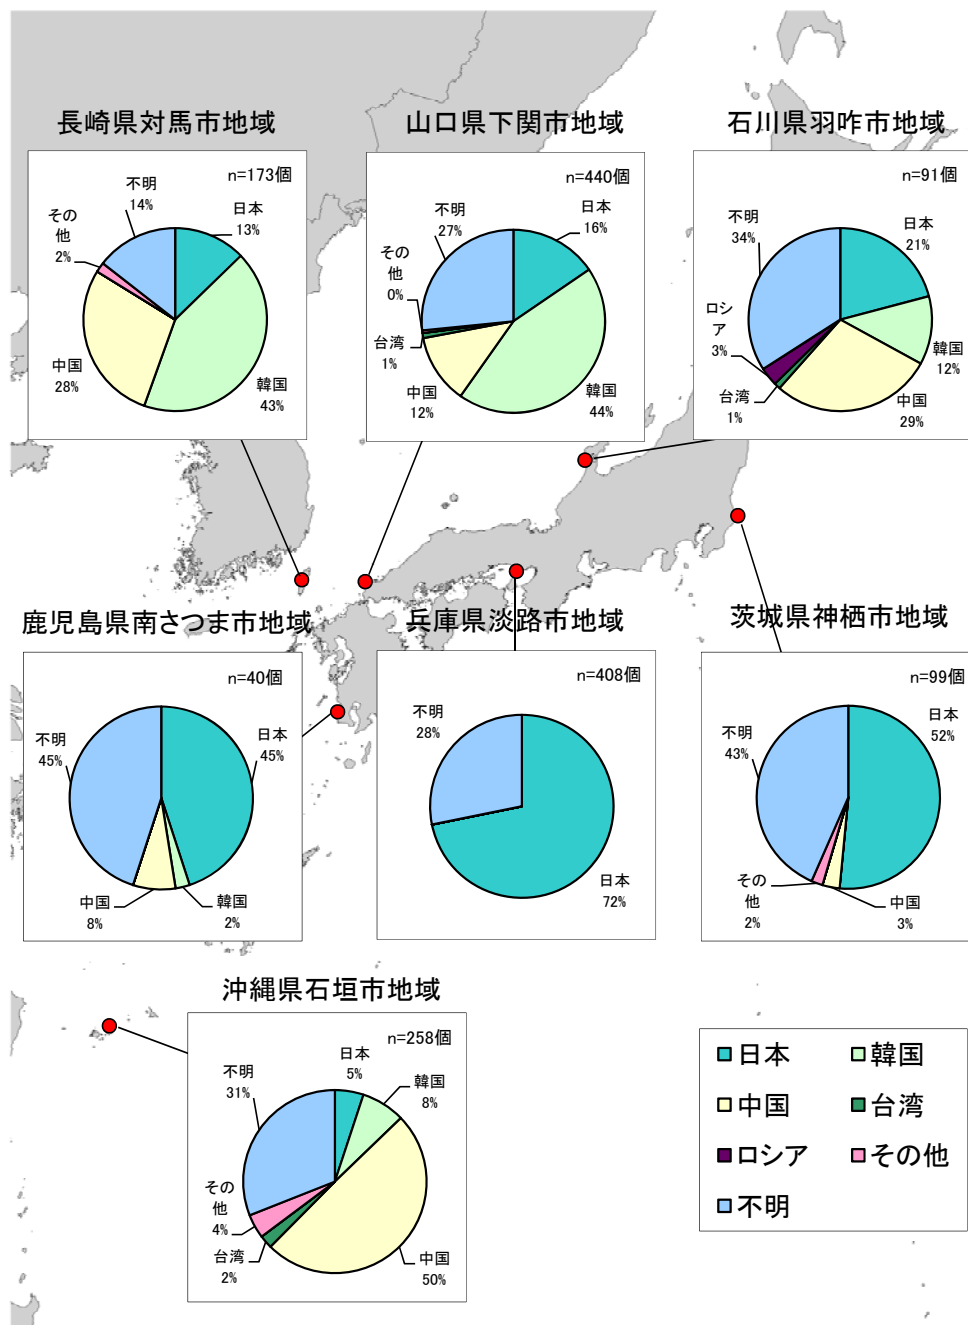 長崎県対馬市地域
n=173個
日本
13%
韓国
43%
中国
28%
その
他
2%
不明
14%
山口県下関市地域
n=440個
日本
16%
韓国
44%
中国
12%
台湾
1%
その
他
0%
不明
27%
石川県羽咋市地域
n=91個
日本
21%
韓国
12%
中国
29%
台湾
1%
ロシ
ア
3%
不明
34%
鹿児島県南さつま市地域
n=40個
日本
45%
韓国
2%
中国
8%
不明
45%
兵庫県淡路市地域
n=408個
日本
72%
不明
28%
茨城県神栖市地域
n=99個
日本
52%
中国
3%
その
他
2%
不明
43%
沖縄県石垣市地域
n=258個
日本
5%
韓国
8%
中国
50%
台湾
2%
その
他
4%
不明
31%
日本
韓国
中国
台湾
ロシア
その他
不明